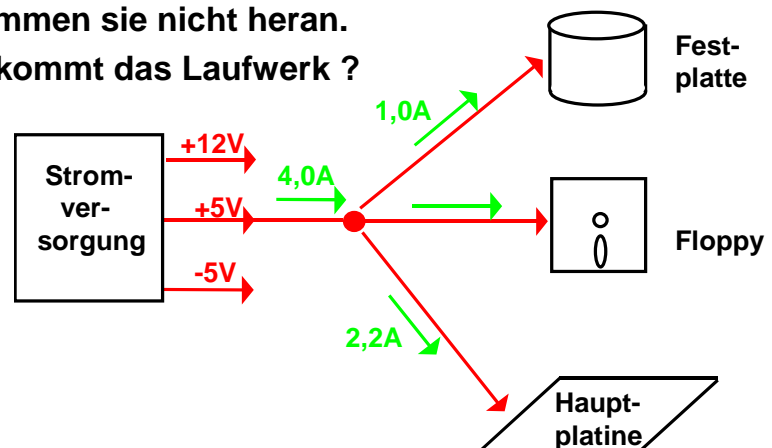 mmen sie nicht heran.
kommt das Laufwerk ?
Fest-
platte
1,0A
+12V
Strom-
ver-
sorgung
4,0A
+5V
Floppy
-5V
2,2A
Haupt-
platine